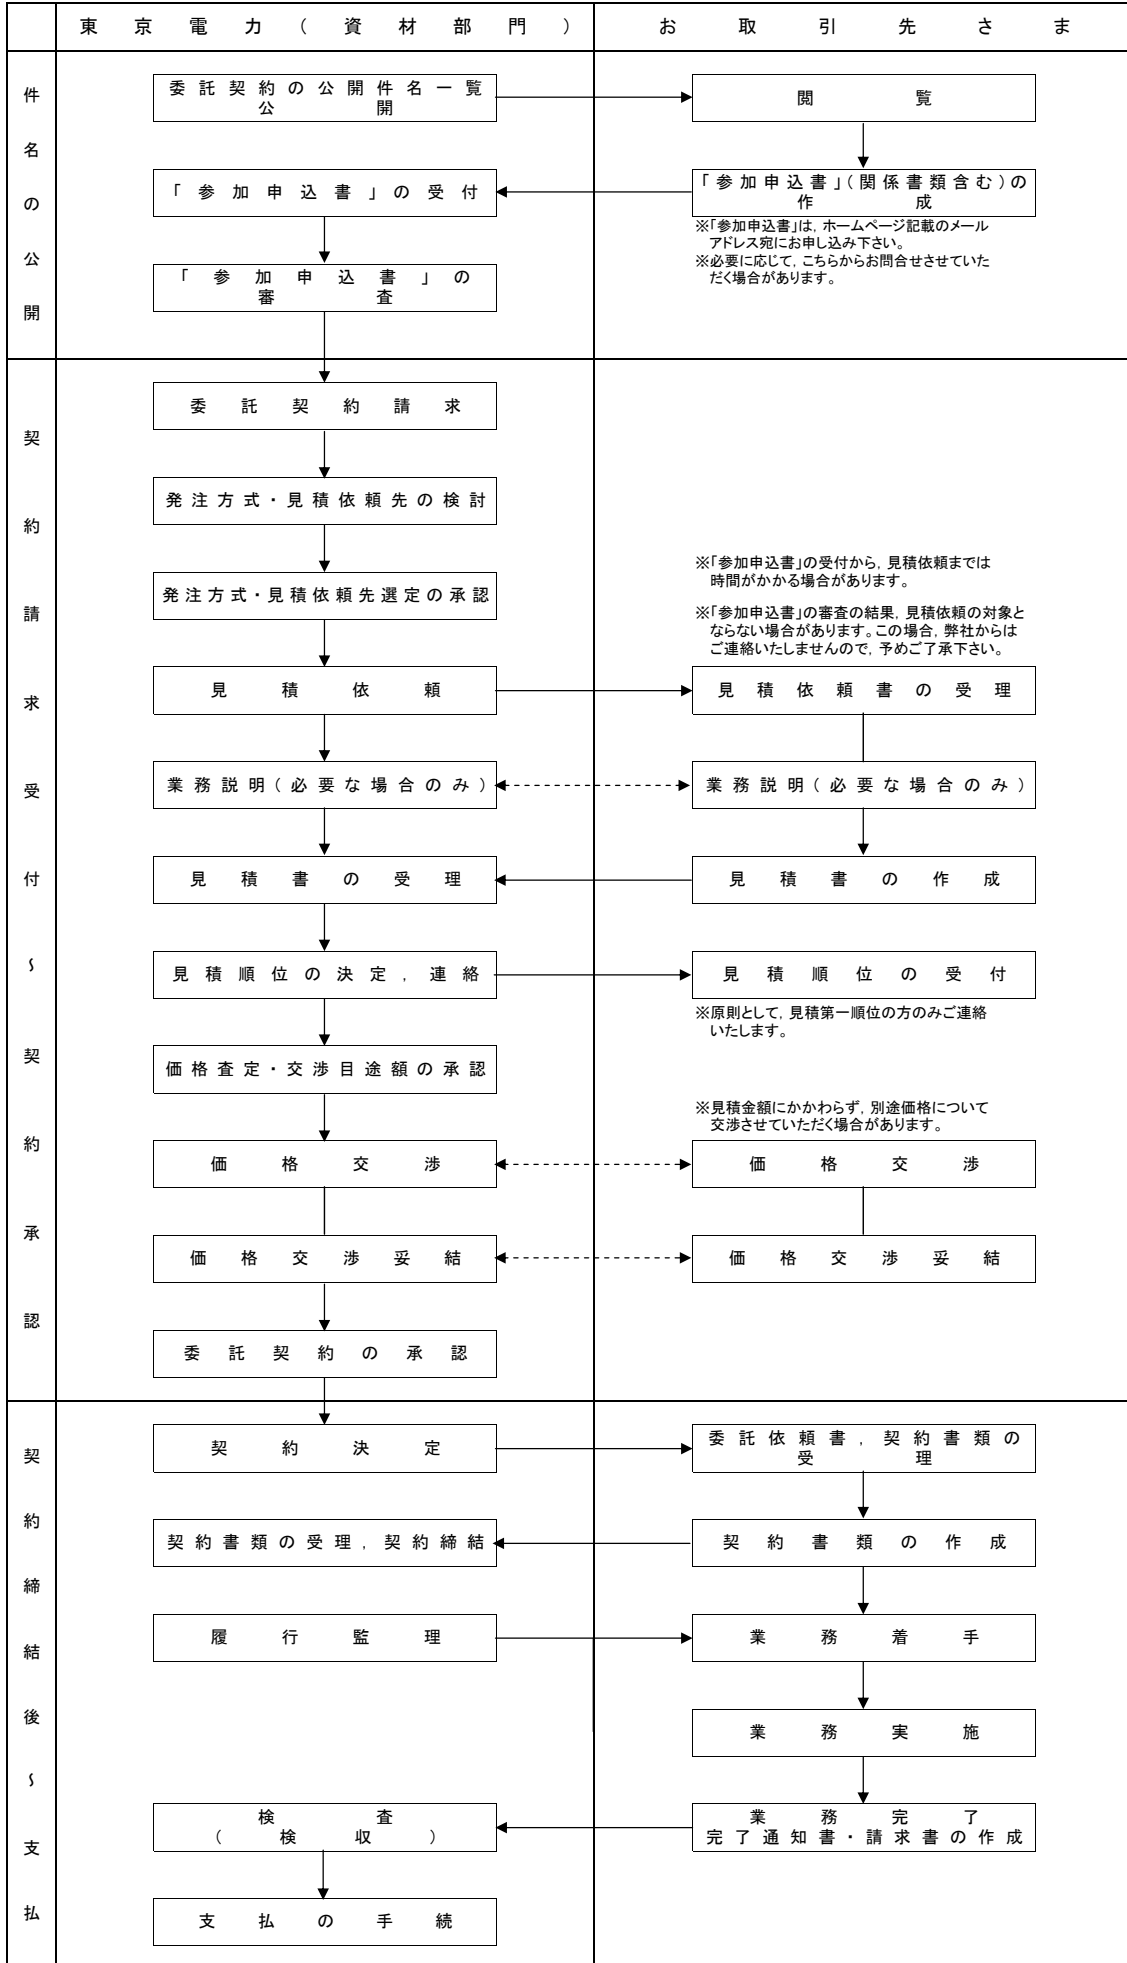 東京電力(資材部門)
お取引先さま
件名の公開
委託契約の公開件名一覧
公開
閲覧
「参加申込書」の受付
「参加申込書」(関係書類含む)の
作成
※「参加申込書」は, ホームページ記載のメール
アドレス宛にお申し込み下さい。
※必要に応じて, こちらからお問合せさせていた
だく場合があります。
「参加申込書」の
審査
契約請求受付~契約承認
委託契約請求
発注方式・見積依頼先の検討
発注方式・見積依頼先選定の承認
※「参加申込書」の受付から, 見積依頼までは
時間がかかる場合があります。
※「参加申込書」の審査の結果, 見積依頼の対象と
ならない場合があります。この場合, 弊社からは
ご連絡いたしませんので, 予めご了承下さい。
見積依頼
見積依頼書の受理
業務説明(必要な場合のみ)
業務説明(必要な場合のみ)
見積書の受理
見積書の作成
見積順位の決定, 連絡
見積順位の受付
※原則として, 見積第一順位の方のみご連絡
いたします。
価格査定・交渉目途額の承認
※見積金額にかかわらず, 別途価格について
交渉させていただく場合があります。
価格交渉
価格交渉
価格交渉妥結
価格交渉妥結
委託契約の承認
契約締結後~支払
契約決定
委託依頼書, 契約書類の
受理
契約書類の受理, 契約締結
契約書類の作成
履行監理
業務着手
業務実施
検査
(検収)
業務完了
完了通知書・請求書の作成
支払の手続